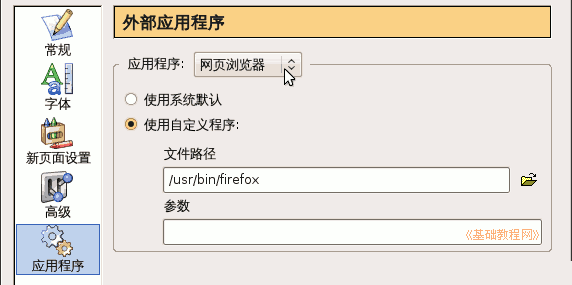 外部应用程序
常规
字体
新页面设置
高级
应用程序
应用程序: 网页浏览器
使用系统默认
使用自定义程序:
文件路径
/usr/bin/firefox
参数
《基础教程网》